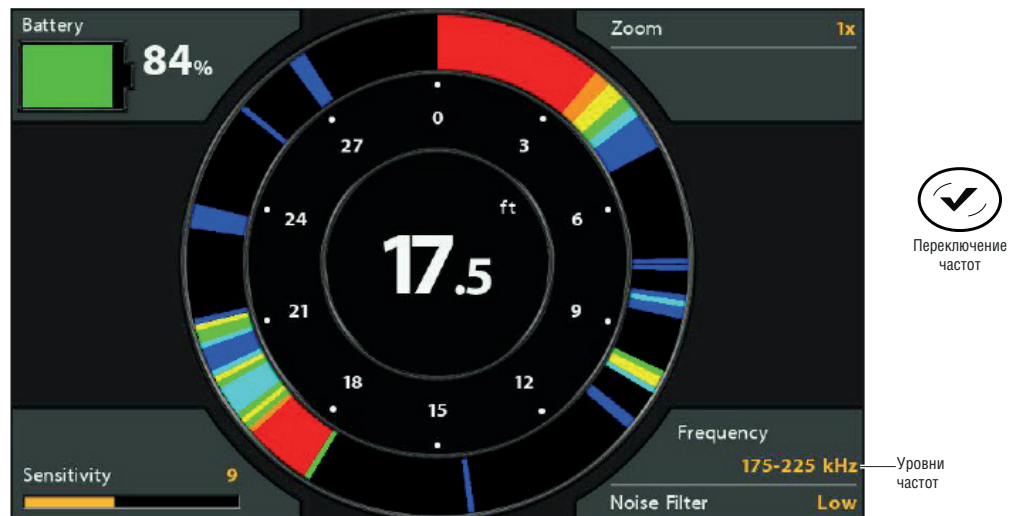 Battery
84%
Zoom 1x
0
3
6
9
12
15
18
21
24
27
ft
17.5
Переключение
частот
Sensitivity 9
Frequency
175-225 kHz
Noise Filter Low
Уровни
частот